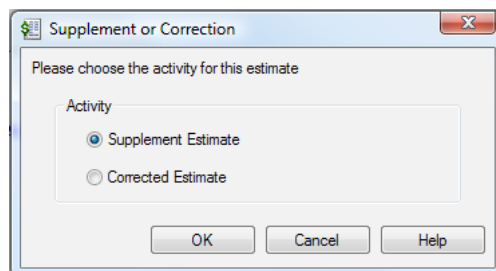 Supplement or Correction
Please choose the activity for this estimate
Activity
Supplement Estimate
Corrected Estimate
OK Cancel Help